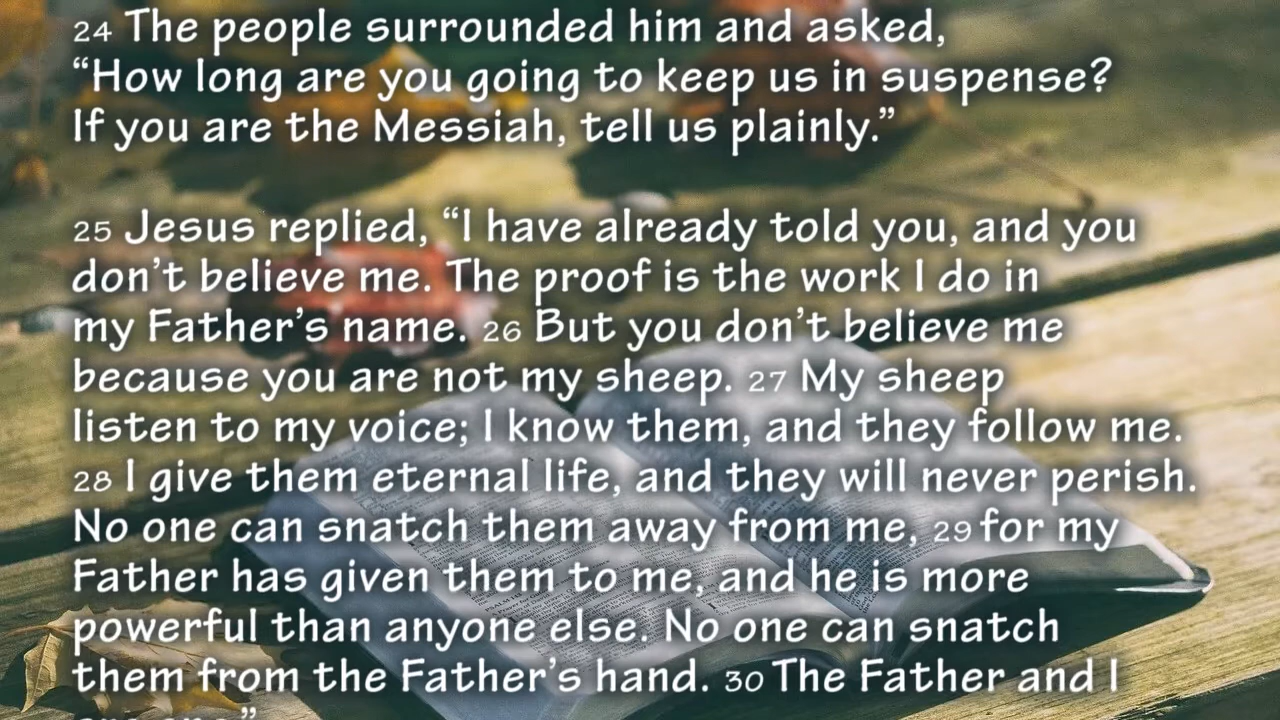 24 The people surrounded him and asked,
“How long are you going to keep us in suspense?
If you are the Messiah, tell us plainly.”
25 Jesus replied, “I have already told you, and you
don’t believe me. The proof is the work I do in
my Father’s name. 26 But you don’t believe me
because you are not my sheep. 27 My sheep
listen to my voice; I know them, and they follow me.
28 I give them eternal life, and they will never perish.
No one can snatch them away from me, 29 for my
Father has given them to me, and he is more
powerful than anyone else. No one can snatch
them from the Father’s hand. 30 The Father and I